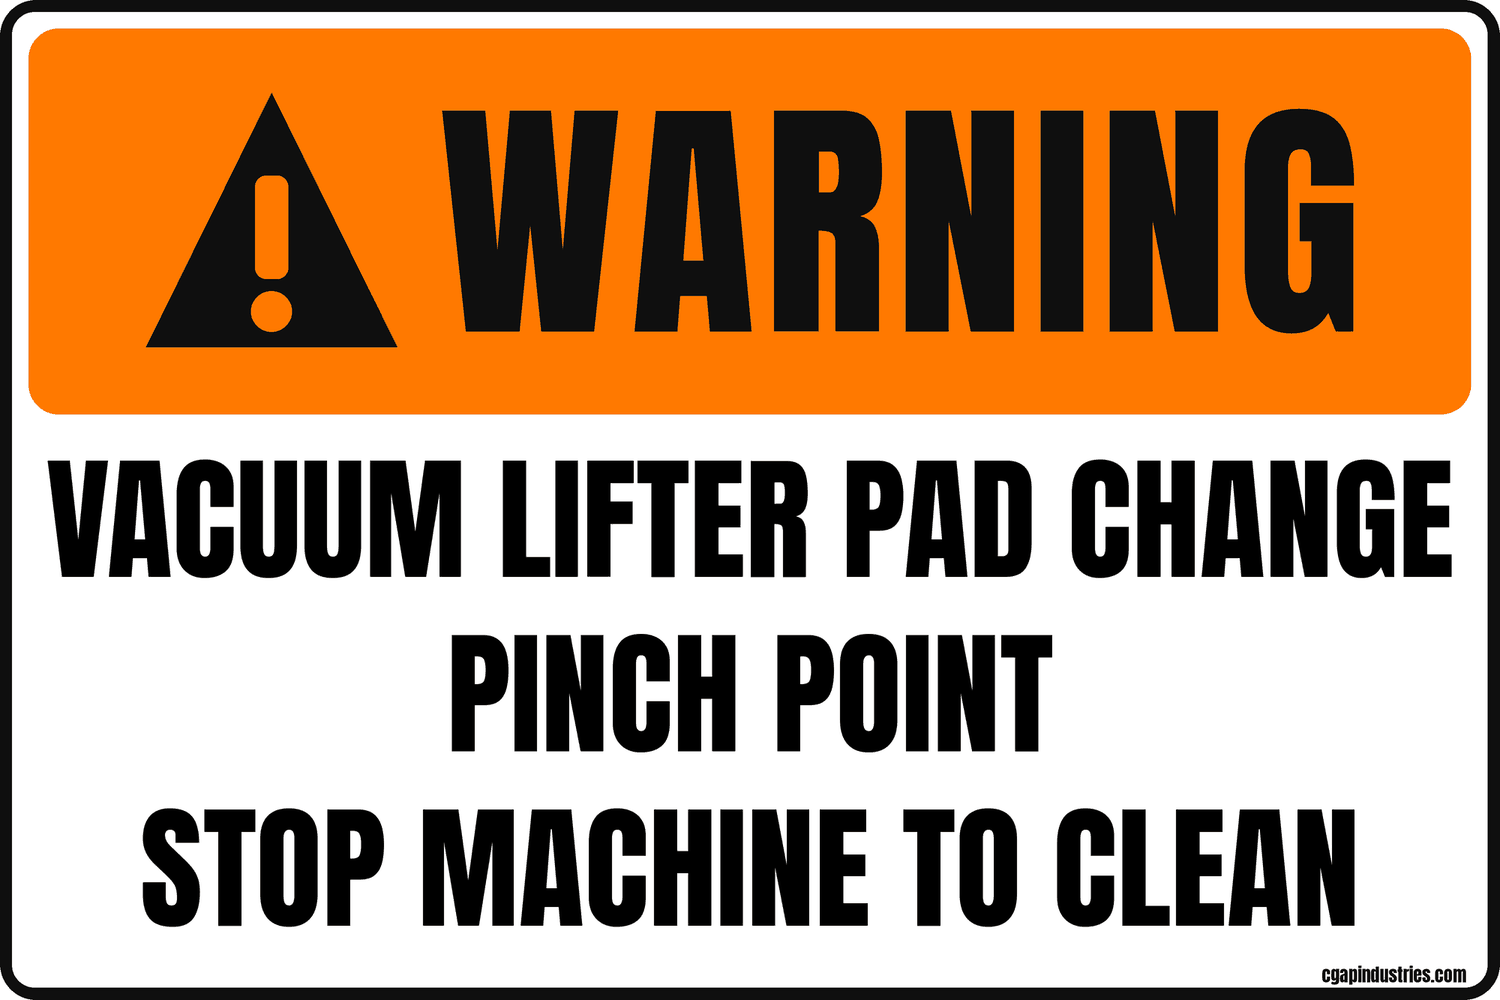 WARNING
VACUUM LIFTER PAD CHANGE
PINCH POINT
STOP MACHINE TO CLEAN
cgapindustries.com